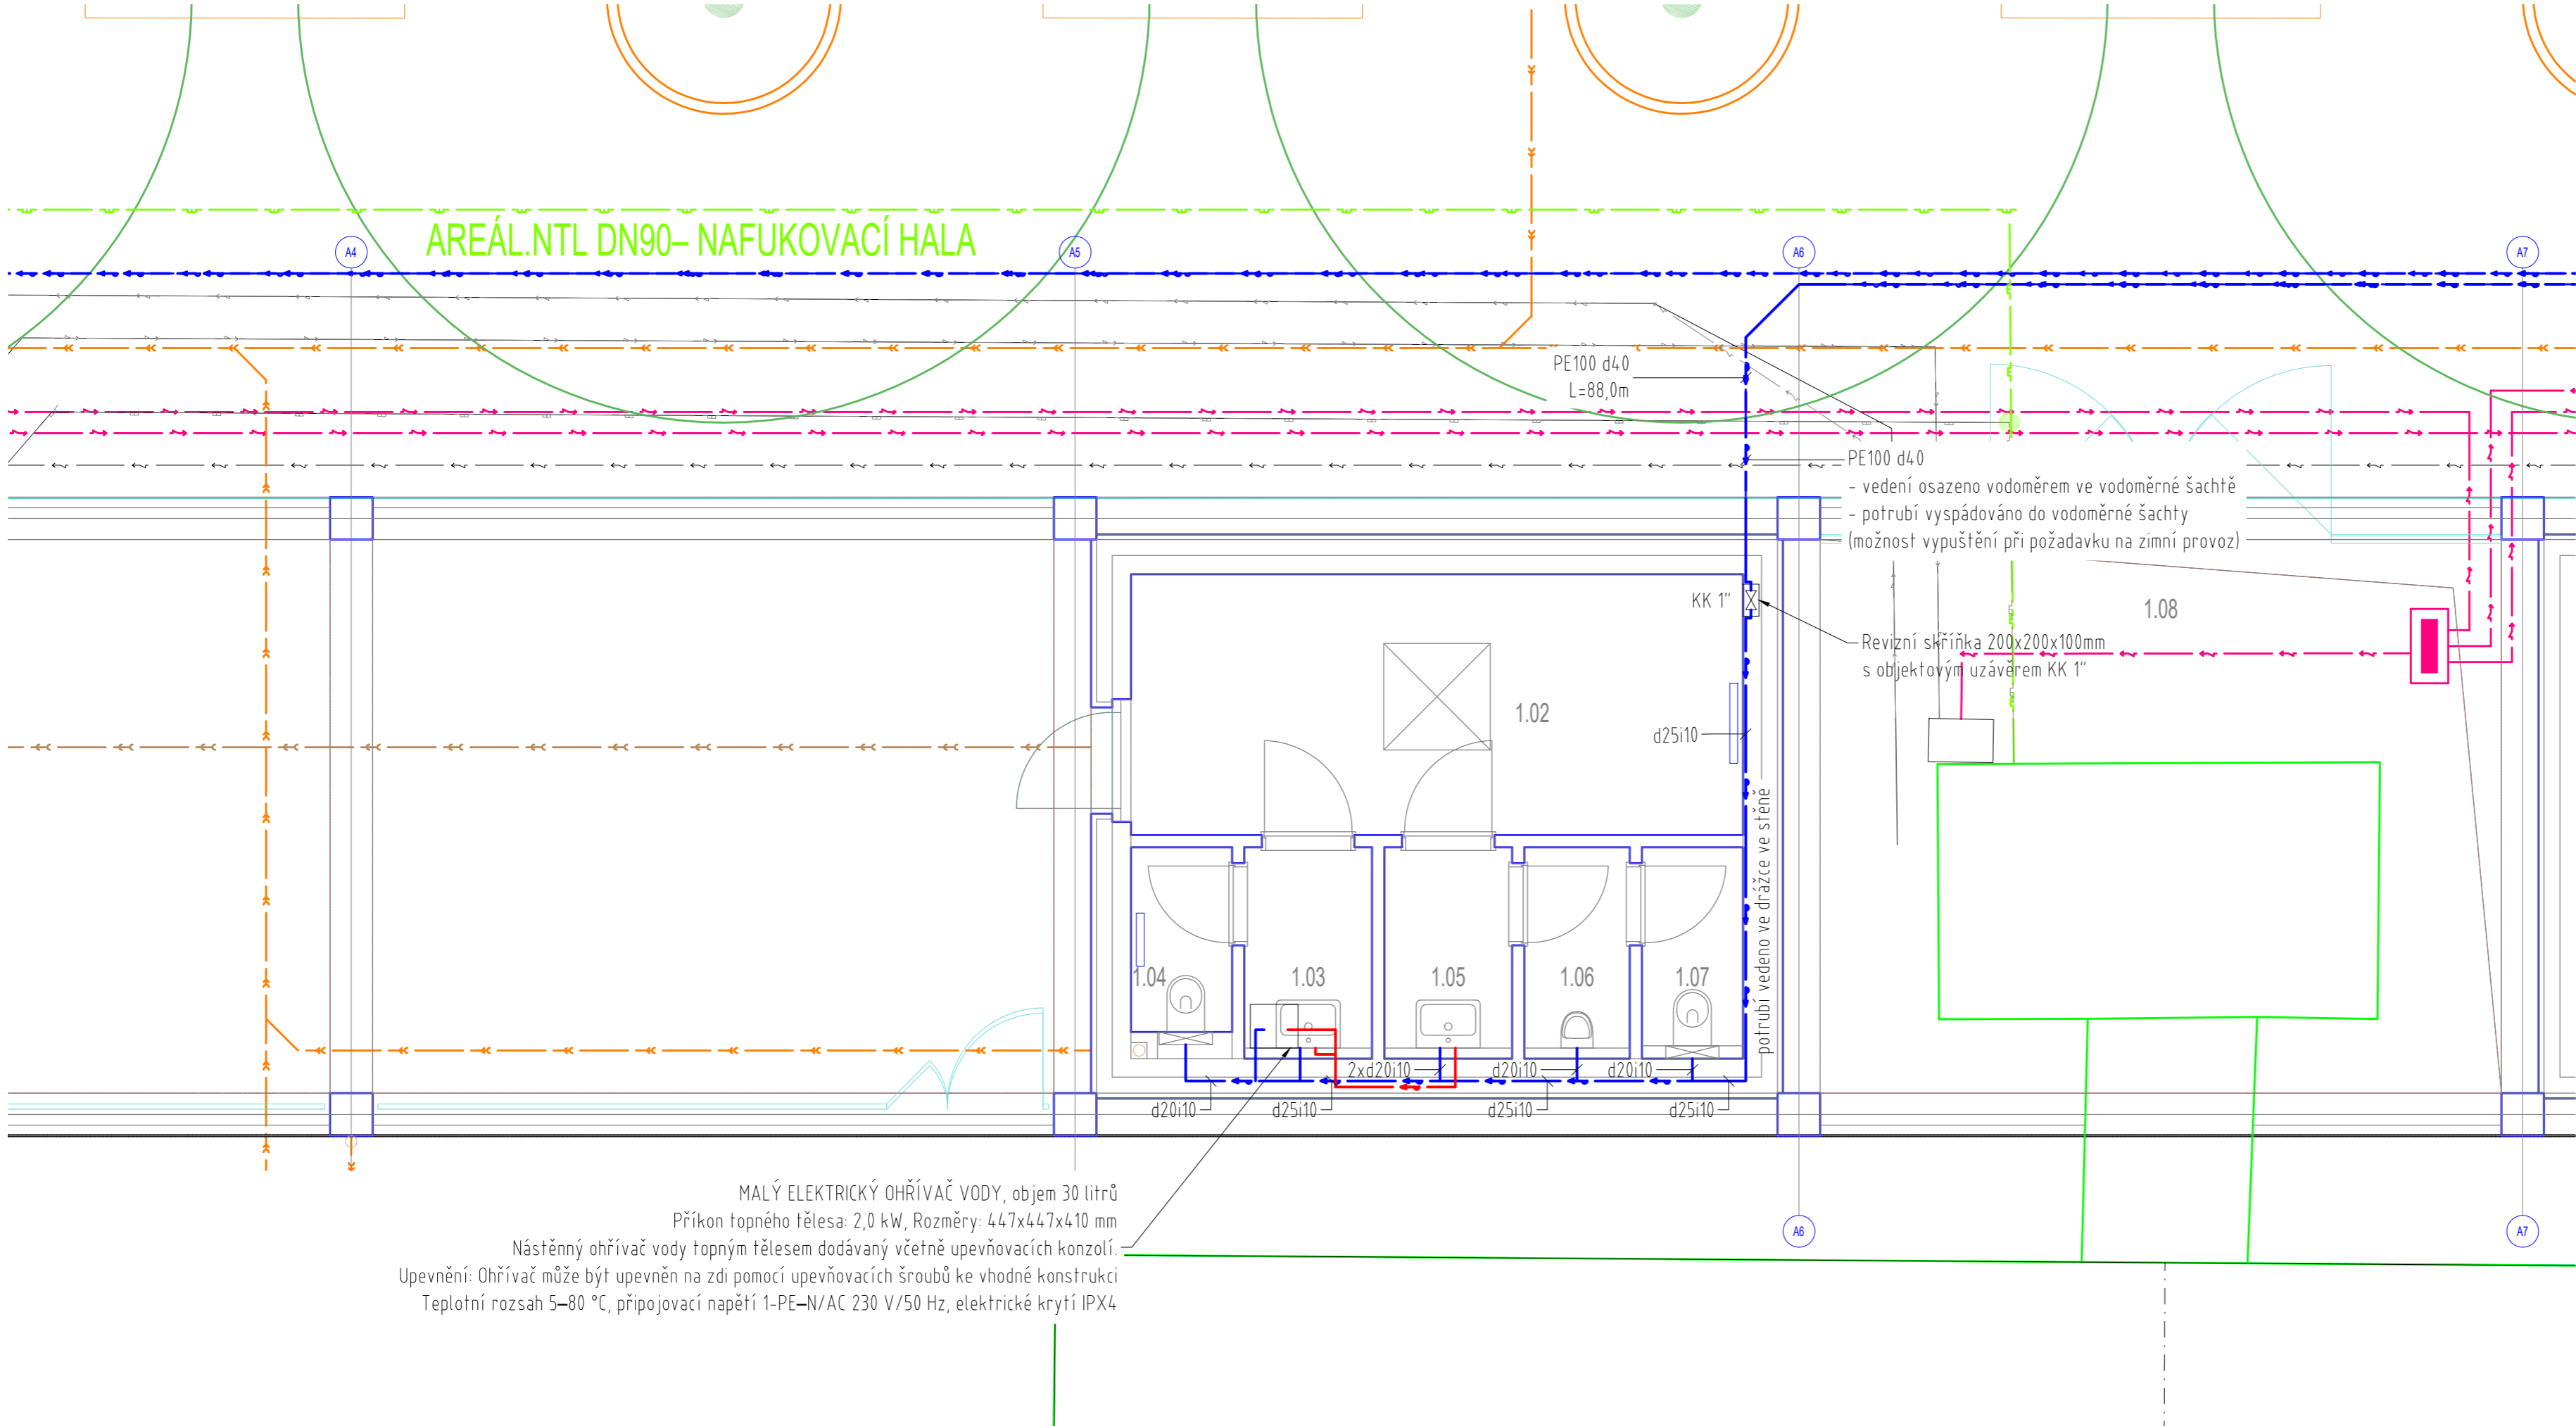 AREÁL.NTL DN90– NAFUKOVACÍ HALA
A4
A5
A6
A7
PE100 d40
L=88,0m
PE100 d40
- vedení osazeno vodoměrem ve vodoměrné šachtě
- potrubí vyspádováno do vodoměrné šachty
(možnost vypuštění při požadavku na zimní provoz)
KK 1"
1.08
Revizní skříňka 200x200x100mm
s objektovým uzávěrem KK 1"
1.02
d25i10
potrubí vedeno ve drážce ve stěně
1.04
1.03
1.05
1.06
1.07
2xd20i10
d20i10
d20i10
d20i10
d25i10
d25i10
d25i10
MALÝ ELEKTRICKÝ OHŘÍVAČ VODY, objem 30 litrů
Příkon topného tělesa: 2,0 kW, Rozměry: 447x447x410 mm
Nástěnný ohřívač vody topným tělesem dodávaný včetně upevňovacích konzolí.
Upevnění: Ohřívač může být upevněn na zdi pomocí upevňovacích šroubů ke vhodné konstrukci
Teplotní rozsah 5–80 °C, připojovací napětí 1-PE–N/AC 230 V/50 Hz, elektrické krytí IPX4
A6
A7